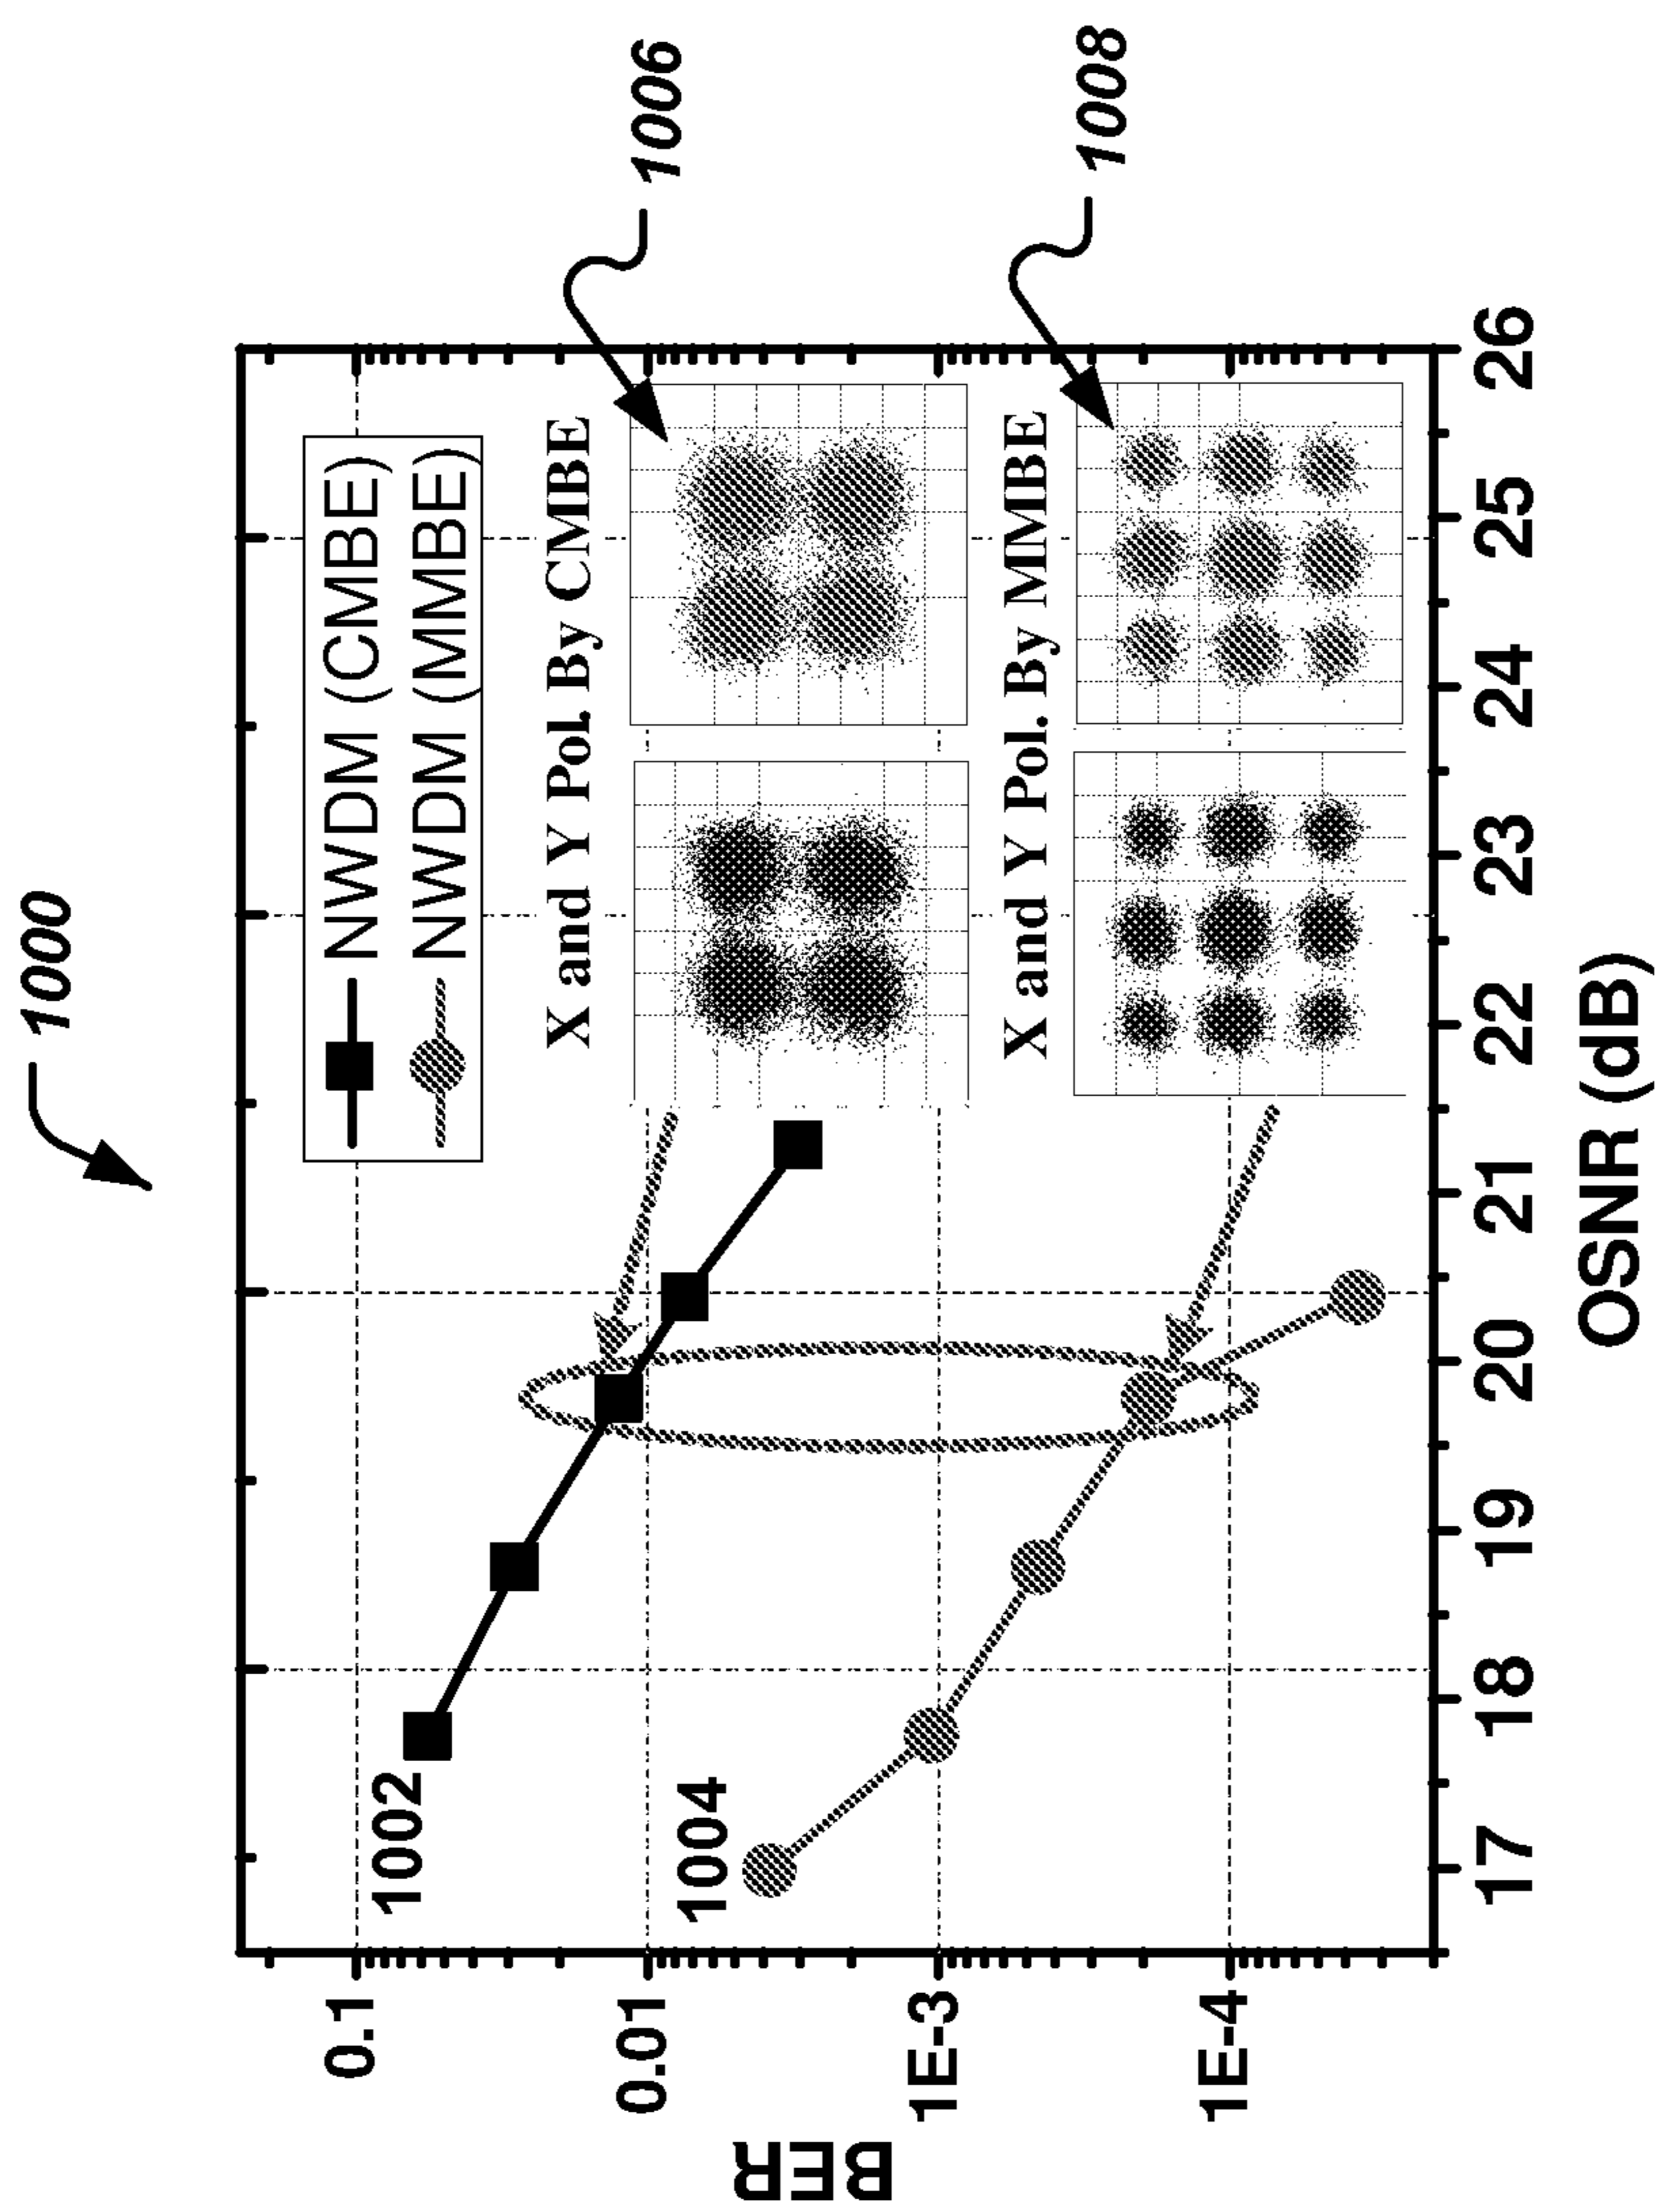 1000
NWDM (CMBE)
NWDM (MMBE)
1002
1004
X and Y Pol. By CMBE
1006
X and Y Pol. By MMBE
1008
BER
0.1
0.01
1E-3
1E-4
17 18 19 20 21 22 23 24 25 26
OSNR (dB)